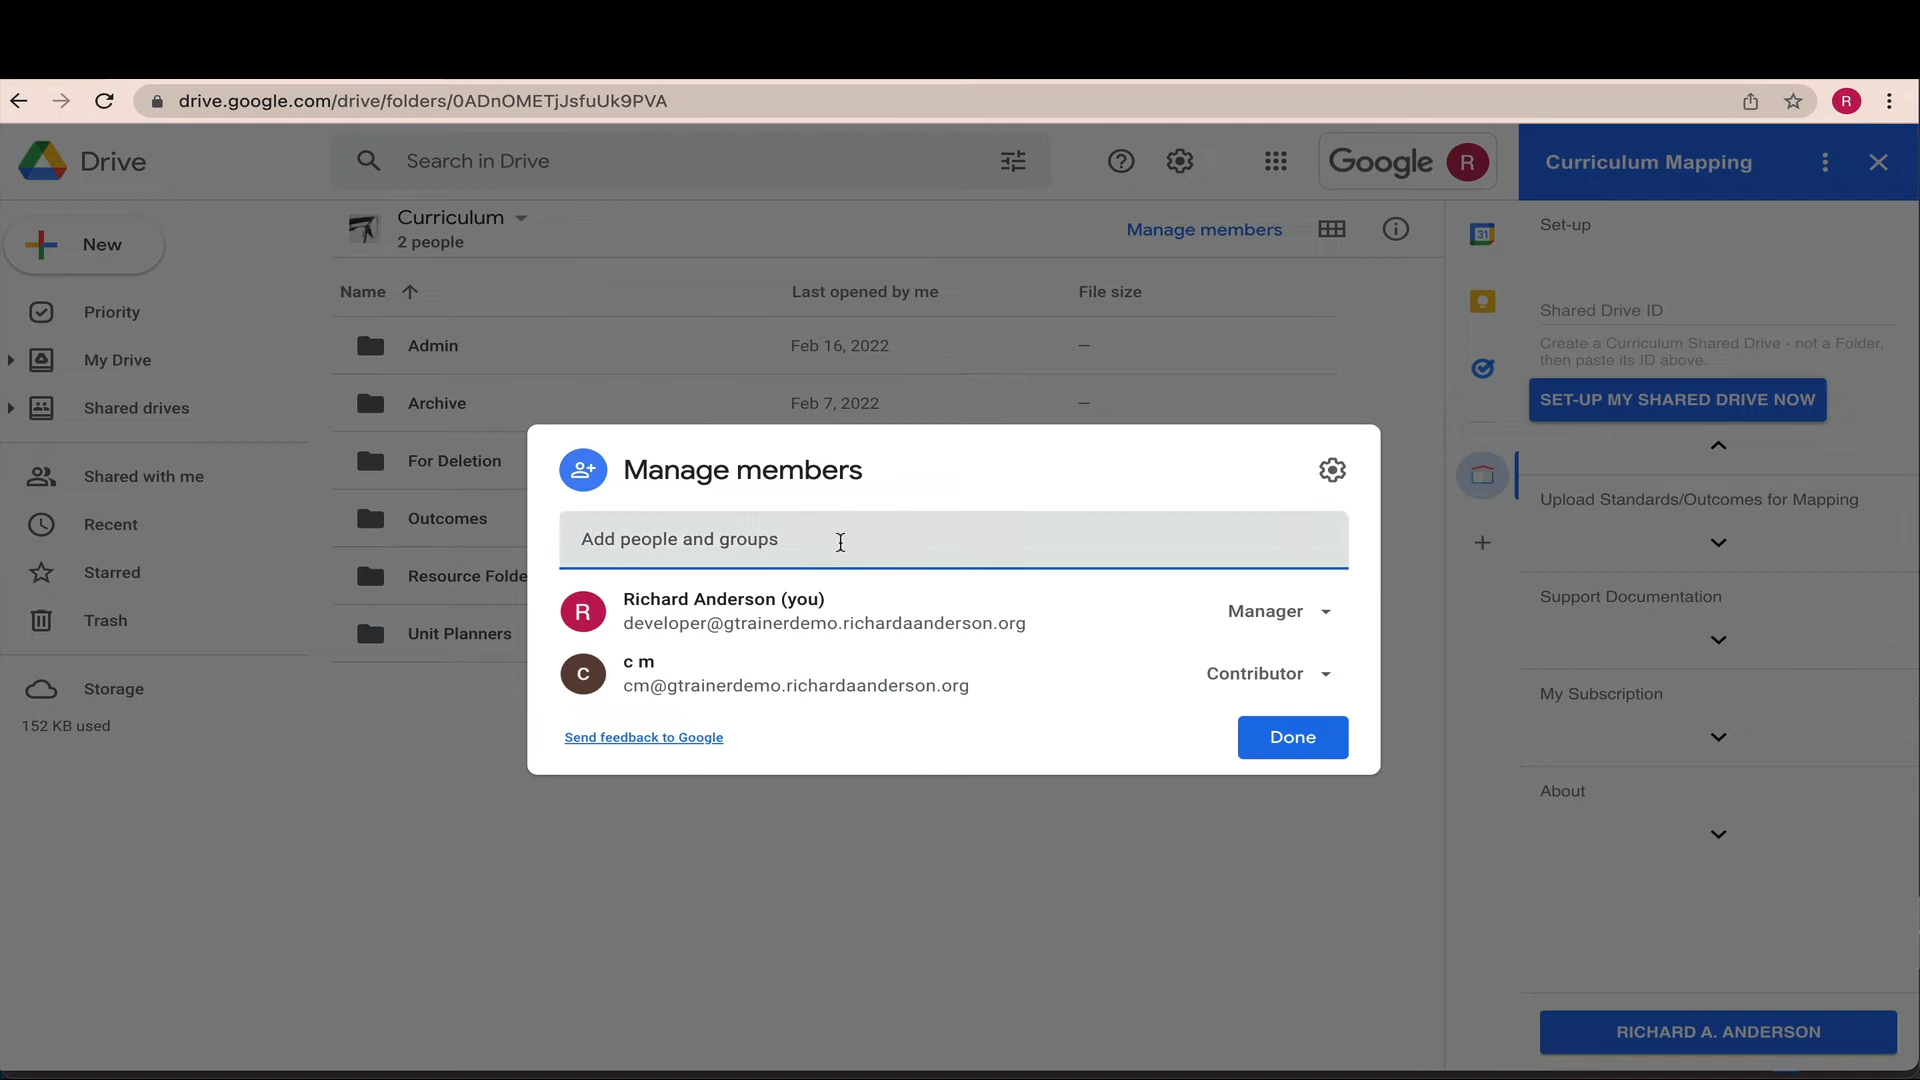 drive.google.com/drive/folders/0ADnOMETjJsfuUk9PVA
R
Drive
Search in Drive
Google
R
Curriculum Mapping
New
Curriculum
2 people
Manage members
Name
Last opened by me
File size
Priority
My Drive
Shared drives
Shared with me
Recent
Starred
Trash
Storage
152 KB used
Admin
Feb 16, 2022
—
Archive
Feb 7, 2022
—
For Deletion
Outcomes
Resource Folde
Unit Planners
Manage members
Add people and groups
R
Richard Anderson (you)
developer@gtrainerdemo.richardaanderson.org
Manager
C
c m
cm@gtrainerdemo.richardaanderson.org
Contributor
Send feedback to Google
Done
31
Set-up
Shared Drive ID
Create a Curriculum Shared Drive - not a Folder,
then paste its ID above.
SET-UP MY SHARED DRIVE NOW
Upload Standards/Outcomes for Mapping
Support Documentation
My Subscription
About
RICHARD A. ANDERSON